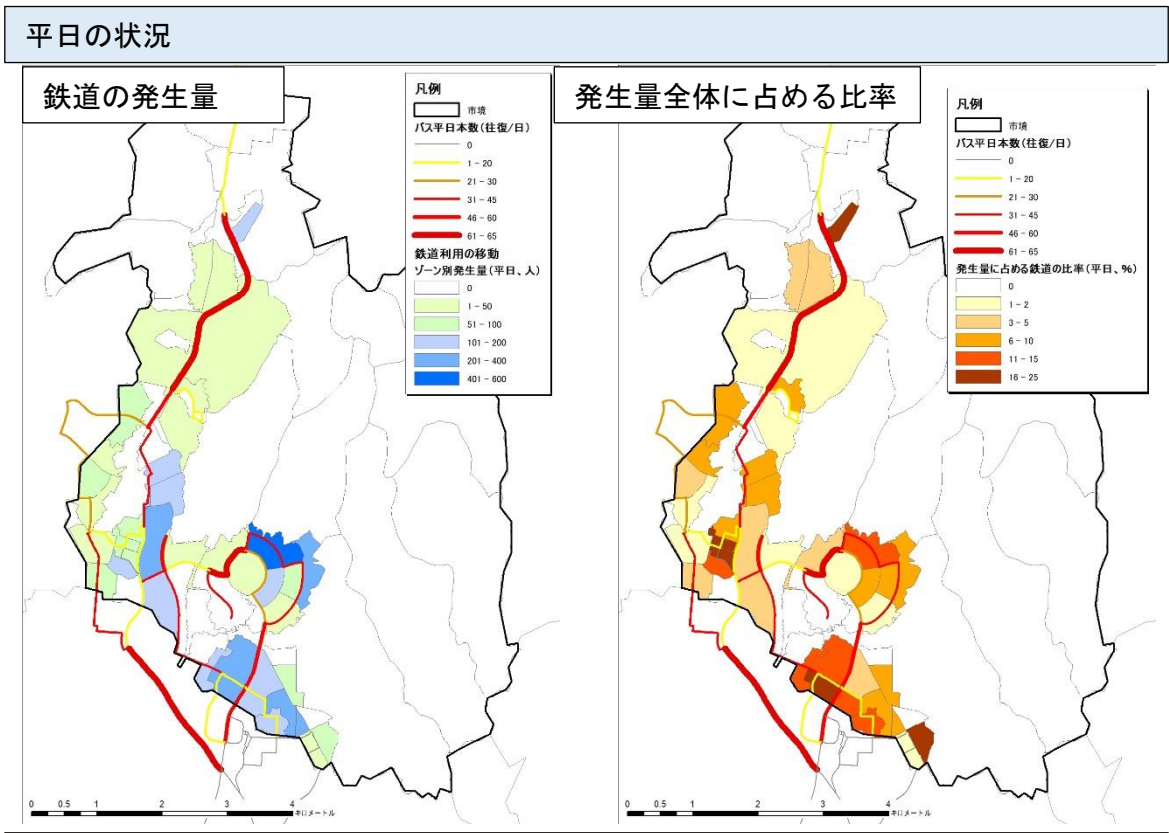 平日の状況
鉄道の発生量
凡例
市境
バス平日本数(往復/日)
0
1 - 20
21 - 30
31 - 45
46 - 60
61 - 65
鉄道利用の移動
ゾーン別発生量(平日、人)
0
1 - 50
51 - 100
101 - 200
201 - 400
401 - 600
0 0.5 1 2 3 4
キロメートル
発生量全体に占める比率
凡例
市境
バス平日本数(往復/日)
0
1 - 20
21 - 30
31 - 45
46 - 60
61 - 65
発生量に占める鉄道の比率(平日、%)
0
1 - 2
3 - 5
6 - 10
11 - 15
16 - 25
0 0.5 1 2 3 4
キロメートル